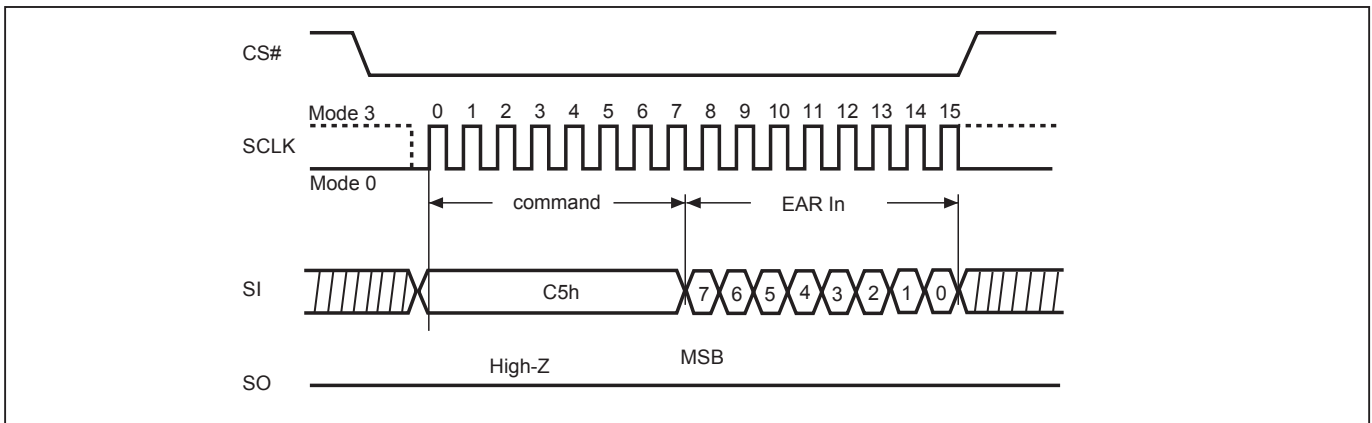 CS#
Mode 3
0 1 2 3 4 5 6 7 8 9 10 11 12 13 14 15
SCLK
Mode 0
command
EAR In
SI
C5h
7 6 5 4 3 2 1 0
High-Z
MSB
SO